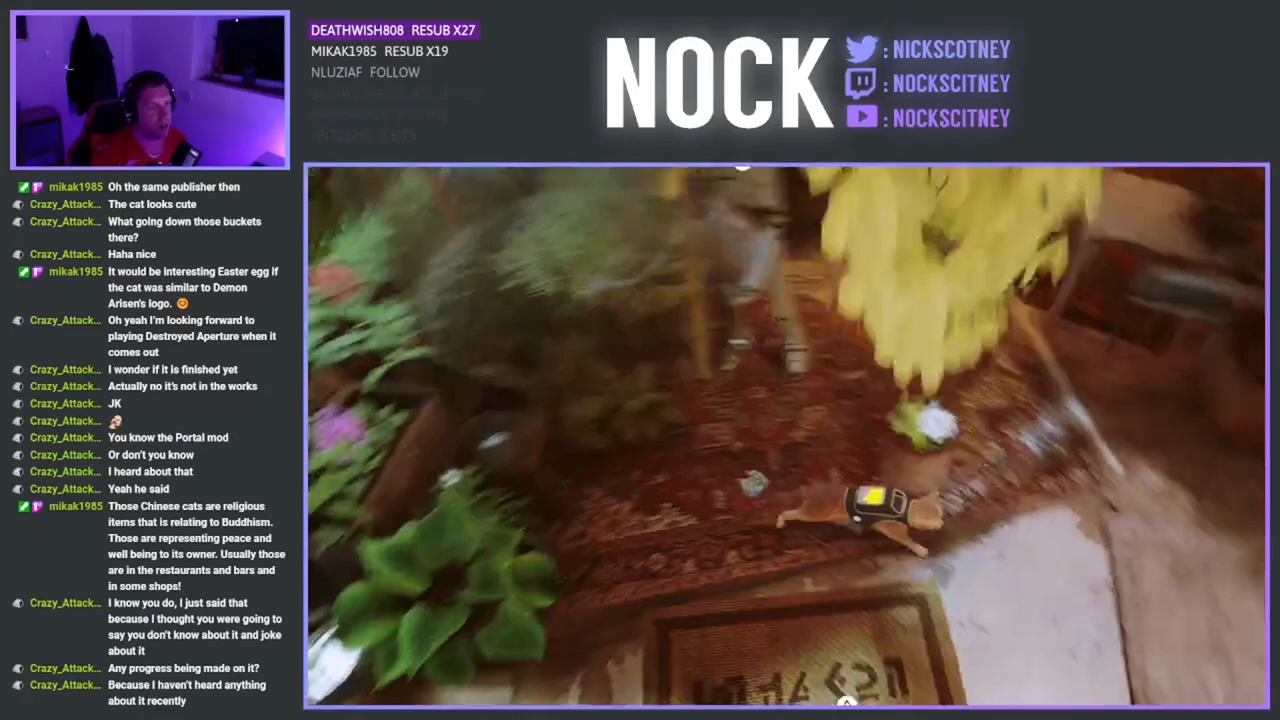 DEATHWISH808 RESUB X27
MIKAK1985 RESUB X19
NLUZIAF FOLLOW
NOCK
: NICKSCOTNEY
: NOCKSCITNEY
: NOCKSCITNEY
mikak1985 Oh the same publisher then
Crazy_Attack... The cat looks cute
Crazy_Attack... What going down those buckets
there?
Crazy_Attack... Haha nice
mikak1985 It would be interesting Easter egg if
the cat was similar to Demon
Arisen's logo.
Crazy_Attack... Oh yeah I'm looking forward to
playing Destroyed Aperture when it
comes out
Crazy_Attack... I wonder if it is finished yet
Crazy_Attack... Actually no it's not in the works
Crazy_Attack... JK
Crazy_Attack...
Crazy_Attack... You know the Portal mod
Crazy_Attack... Or don't you know
Crazy_Attack... I heard about that
Crazy_Attack... Yeah he said
mikak1985 Those Chinese cats are religious
items that is relating to Buddhism.
Those are representing peace and
well being to its owner. Usually those
are in the restaurants and bars and
in some shops!
Crazy_Attack... I know you do, I just said that
because I thought you were going to
say you don't know about it and joke
about it
Crazy_Attack... Any progress being made on it?
Crazy_Attack... Because I haven't heard anything
about it recently